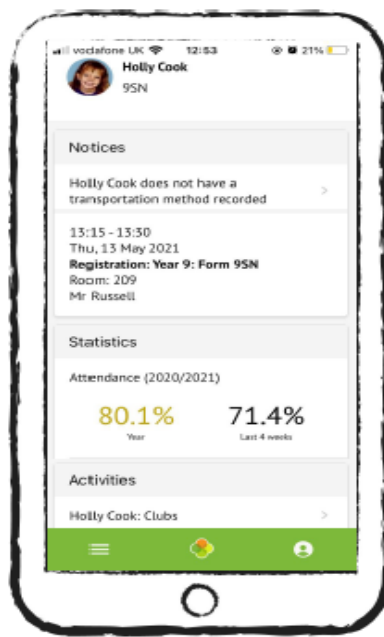 vodafone UK 12:53 21%
Holly Cook
9SN
Notices
Holly Cook does not have a
transportation method recorded
13:15 - 13:30
Thu, 13 May 2021
Registration: Year 9: Form 9SN
Room: 209
Mr Russell
Statistics
Attendance (2020/2021)
80.1% 71.4%
Year Last 4 weeks
Activities
Holly Cook: Clubs